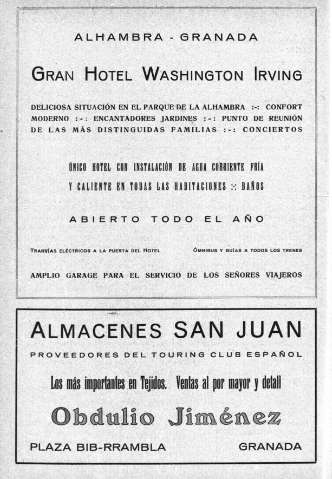 ALHAMBRA - GRANADA
GRAN HOTEL WASHINGTON IRVING
DELICIOSA SITUACIÓN EN EL PARQUE DE LA ALHAMBRA :-: CONFORT
MODERNO :-: ENCANTADORES JARDINES :-: PUNTO DE REUNIÓN
DE LAS MÁS DISTINGUIDAS FAMILIAS :-: CONCIERTOS
ÚNICO HOTEL CON INSTALACIÓN DE AGUA CORRIENTE FRÍA
Y CALIENTE EN TODAS LAS HABITACIONES :: BAÑOS
ABIERTO TODO EL AÑO
TRANVÍAS ELÉCTRICOS A LA PUERTA DEL HOTEL ÓMNIBUS Y GUÍAS A TODOS LOS TRENES
AMPLIO GARAGE PARA EL SERVICIO DE LOS SEÑORES VIAJEROS
ALMACENES SAN JUAN
PROVEEDORES DEL TOURING CLUB ESPAÑOL
Los más importantes en Tejidos. Ventas al por mayor y detall
Obdulio Jiménez
PLAZA BIB-RRAMBLA GRANADA